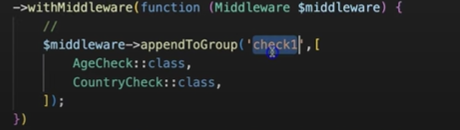 ->withMiddleware(function (Middleware $middleware) {
//
$middleware->appendToGroup('check1',[
AgeCheck::class,
CountryCheck::class,
]);
})